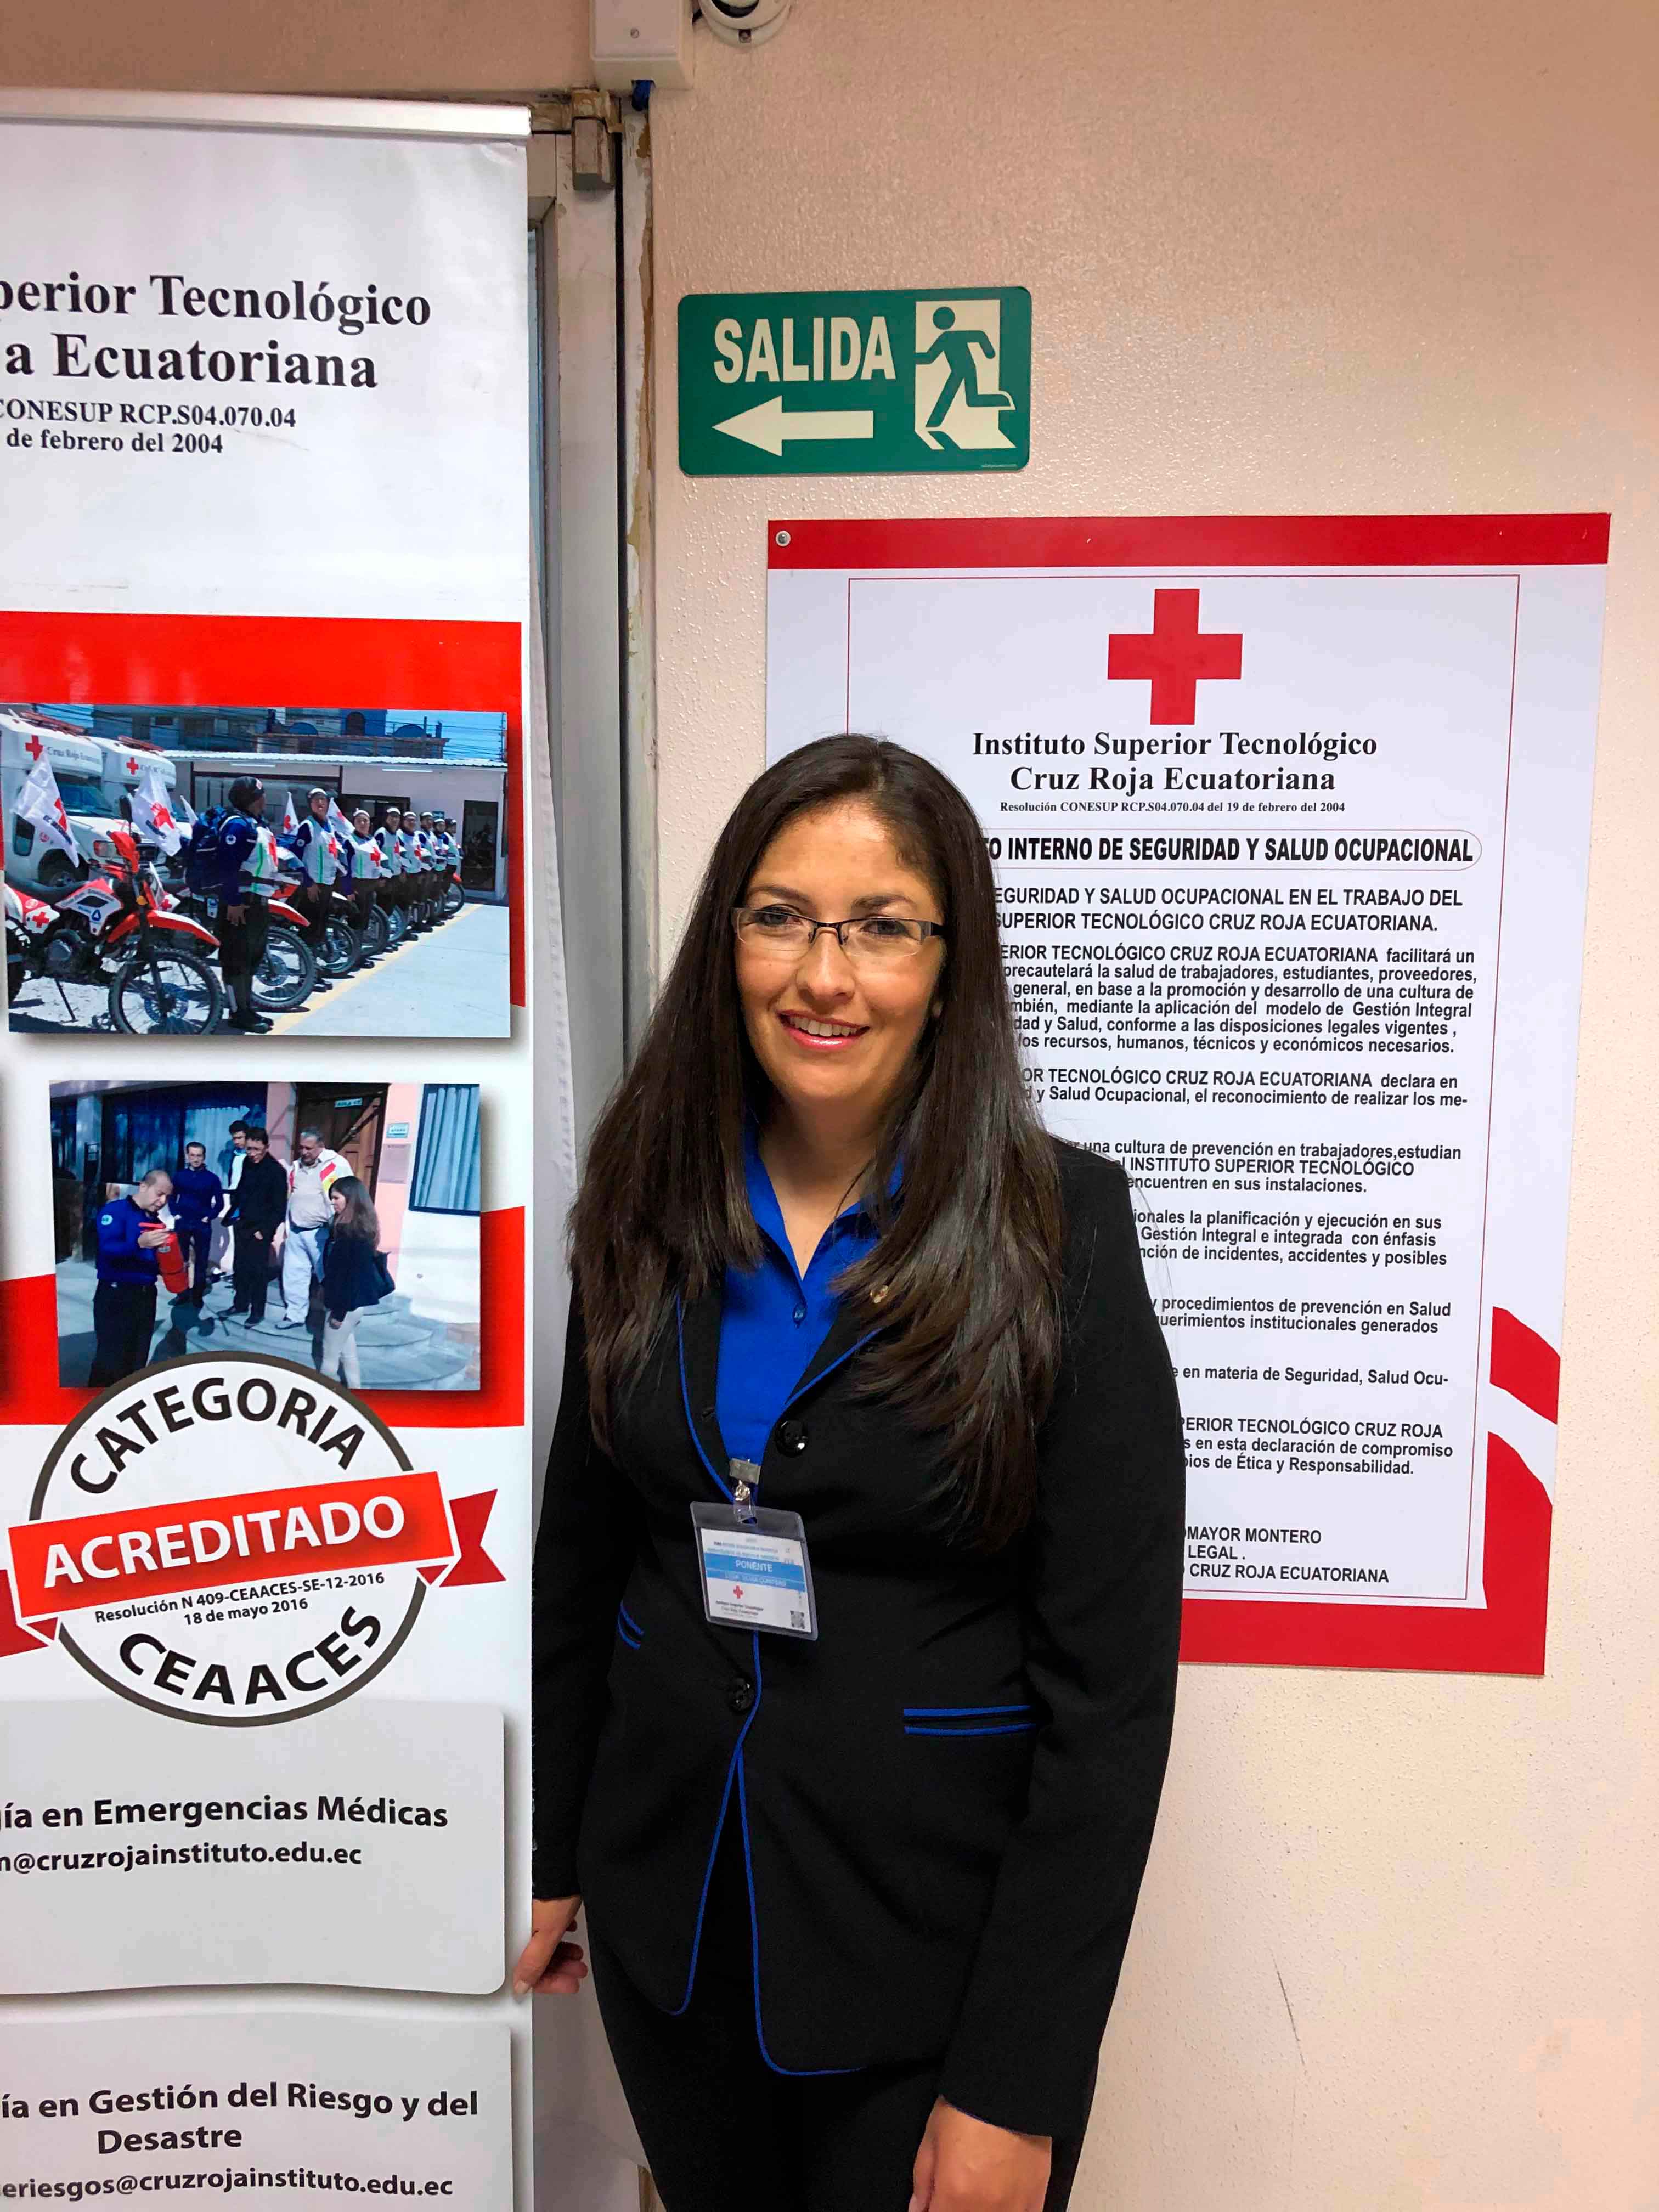 perior Tecnológico
a Ecuatoriana
CONESUP RCP.S04.070.04
de febrero del 2004
CATEGORIA
ACREDITADO
Resolución N 409-CEAACES-SE-12-2016
18 de mayo 2016
CEAACES
ía en Emergencias Médicas
@cruzrojainstituto.edu.ec
ía en Gestión del Riesgo y del
Desastre
eriesgos@cruzrojainstituto.edu.ec
SALIDA
Instituto Superior Tecnológico
Cruz Roja Ecuatoriana
Resolución CONESUP RCP.S04.070.04 del 19 de febrero del 2004
TO INTERNO DE SEGURIDAD Y SALUD OCUPACIONAL
EGURIDAD Y SALUD OCUPACIONAL EN EL TRABAJO DEL
SUPERIOR TECNOLÓGICO CRUZ ROJA ECUATORIANA.
ERIOR TECNOLÓGICO CRUZ ROJA ECUATORIANA facilitará un
precautelará la salud de trabajadores, estudiantes, proveedores,
general, en base a la promoción y desarrollo de una cultura de
mbién, mediante la aplicación del modelo de Gestión Integral
dad y Salud, conforme a las disposiciones legales vigentes ,
los recursos, humanos, técnicos y económicos necesarios.
OR TECNOLÓGICO CRUZ ROJA ECUATORIANA declara en
y Salud Ocupacional, el reconocimiento de realizar los me-
una cultura de prevención en trabajadores,estudian
l INSTITUTO SUPERIOR TECNOLÓGICO
encuentren en sus instalaciones.
ionales la planificación y ejecución en sus
Gestión Integral e integrada con énfasis
nción de incidentes, accidentes y posibles
y procedimientos de prevención en Salud
querimientos institucionales generados
e en materia de Seguridad, Salud Ocu-
PERIOR TECNOLÓGICO CRUZ ROJA
s en esta declaración de compromiso
pios de Ética y Responsabilidad.
MAYOR MONTERO
LEGAL .
CRUZ ROJA ECUATORIANA
PONENTE